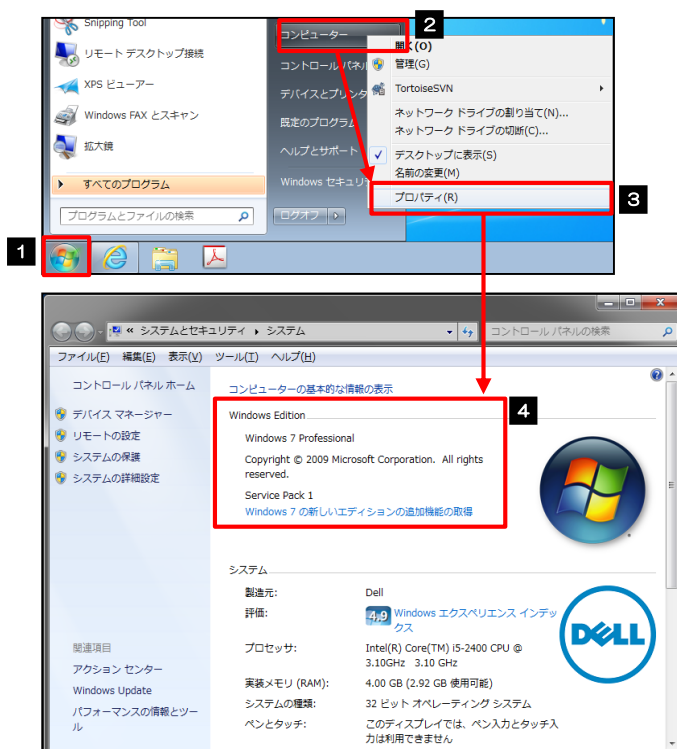 Snipping Tool
リモート デスクトップ接続
XPS ビューアー
Windows FAX とスキャン
拡大鏡
すべてのプログラム
プログラムとファイルの検索
コンピューター
2
コントロール パネル
デバイスとプリンタ
既定のプログラム
ヘルプとサポート
Windows セキュリ
ログオフ
開く(O)
管理(G)
TortoiseSVN
ネットワーク ドライブの割り当て(N)...
ネットワーク ドライブの切断(C)...
デスクトップに表示(S)
名前の変更(M)
プロパティ(R)
3
1
« システムとセキュリティ ▸ システム
コントロール パネルの検索
ファイル(F) 編集(E) 表示(V) ツール(T) ヘルプ(H)
コントロール パネル ホーム
デバイス マネージャー
リモートの設定
システムの保護
システムの詳細設定
コンピューターの基本的な情報の表示
4
Windows Edition
Windows 7 Professional
Copyright © 2009 Microsoft Corporation. All rights
reserved.
Service Pack 1
Windows 7 の新しいエディションの追加機能の取得
システム
製造元: Dell
評価: 4.9 Windows エクスペリエンス インデッ
クス
プロセッサ: Intel(R) Core(TM) i5-2400 CPU @
3.10GHz 3.10 GHz
実装メモリ (RAM): 4.00 GB (2.92 GB 使用可能)
システムの種類: 32 ビット オペレーティング システム
ペンとタッチ: このディスプレイでは、ペン入力とタッチ入
力は利用できません
DELL
関連項目
アクション センター
Windows Update
パフォーマンスの情報とツー
ル